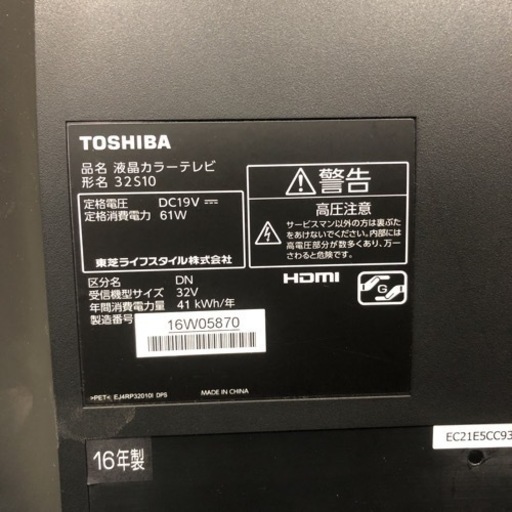 TOSHIBA
品名 液晶カラーテレビ
形名 32S10
定格電圧 DC19V ⎓
定格消費電力 61W
東芝ライフスタイル株式会社
区分名 DN
受信機型サイズ 32V
年間消費電力量 41 kWh/年
製造番号
16W05870
>PET< EJ4RP32010I DPS
MADE IN CHINA
警告
高圧注意
サービスマン以外の方は裏ぶた
をあけないでください。内部には
高電圧部分が数多くあり、万一
さわると危険です。
HDMI
G
16年製
EC21E5CC93